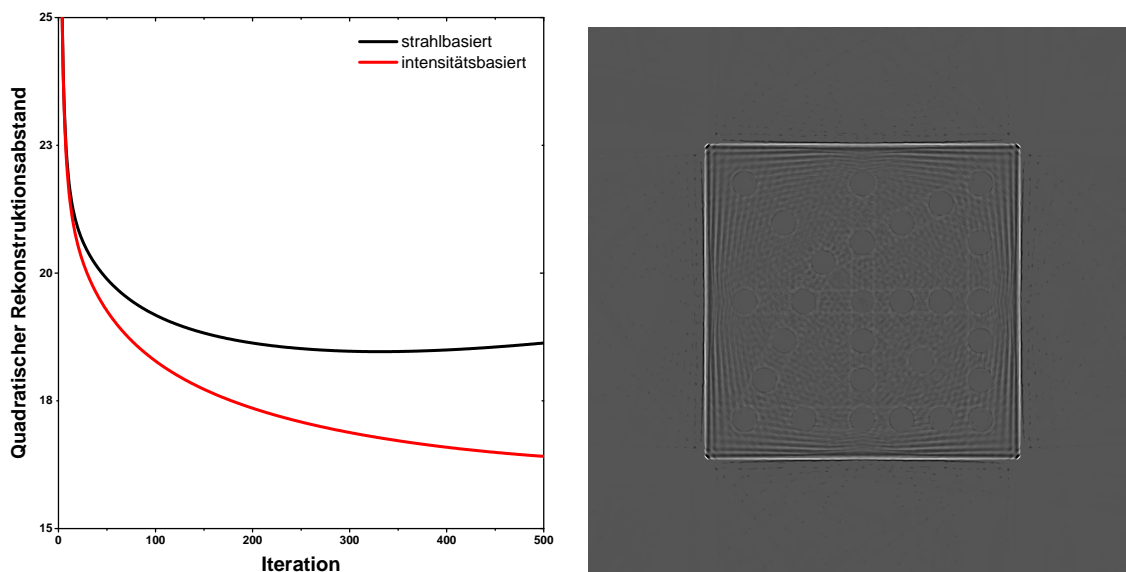 Quadratischer Rekonstruktionsabstand
25
23
20
18
15
strahlbasiert
intensitätsbasiert
0 100 200 300 400 500
Iteration